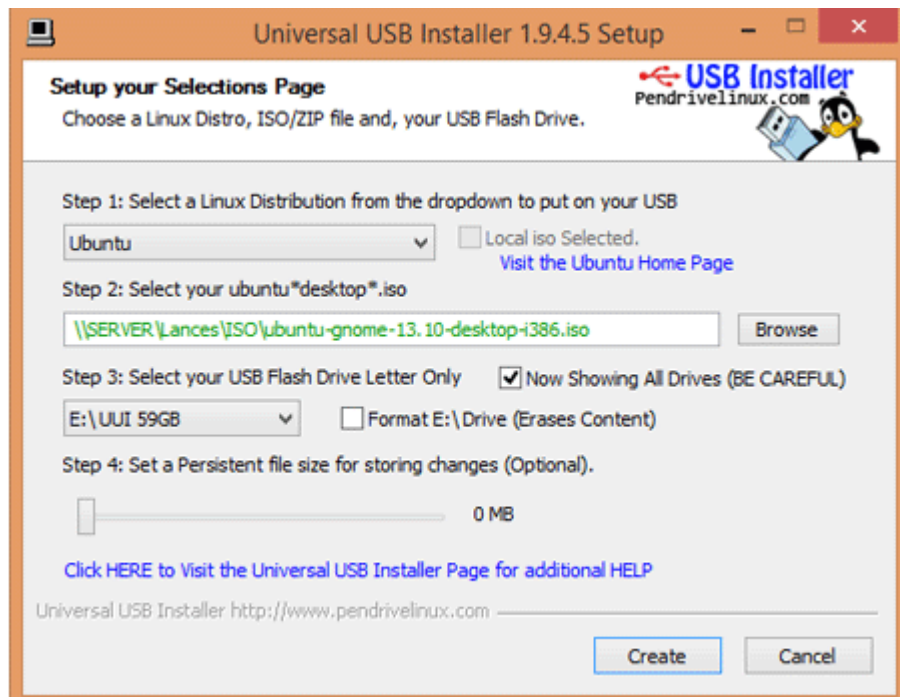 Universal USB Installer 1.9.4.5 Setup
Setup your Selections Page
Choose a Linux Distro, ISO/ZIP file and, your USB Flash Drive.
USB Installer
Pendrivelinux.com
Step 1: Select a Linux Distribution from the dropdown to put on your USB
Ubuntu
Local iso Selected.
Visit the Ubuntu Home Page
Step 2: Select your ubuntu*desktop*.iso
\\SERVER\Lances\ISO\ubuntu-gnome-13.10-desktop-i386.iso
Browse
Step 3: Select your USB Flash Drive Letter Only
Now Showing All Drives (BE CAREFUL)
E:\UUI 59GB
Format E:\Drive (Erases Content)
Step 4: Set a Persistent file size for storing changes (Optional).
0 MB
Click HERE to Visit the Universal USB Installer Page for additional HELP
Universal USB Installer http://www.pendrivelinux.com
Create
Cancel